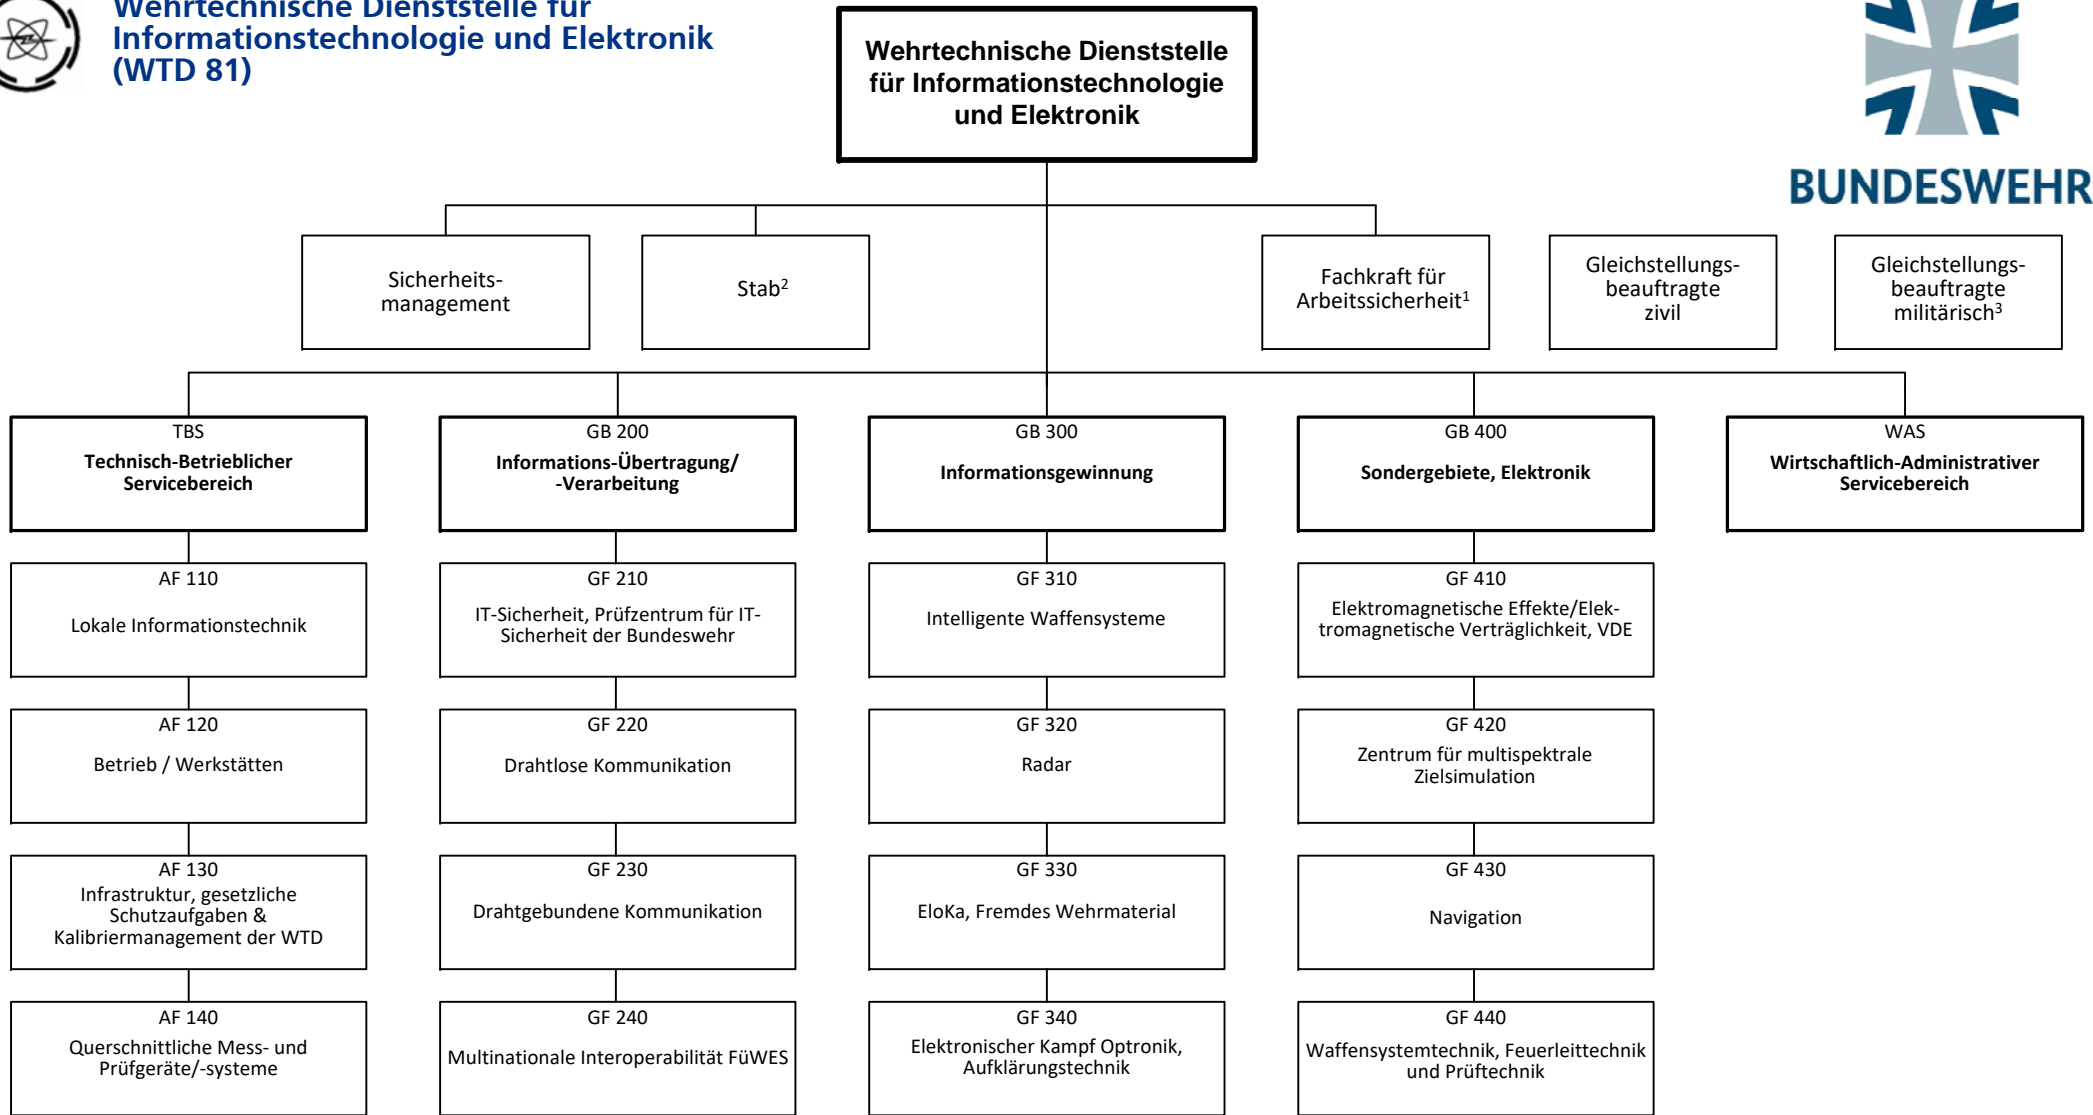 Wehrtechnische Dienststelle für
Informationstechnologie und Elektronik
(WTD 81)
Wehrtechnische Dienststelle
für Informationstechnologie
und Elektronik
BUNDESWEHR
Sicherheits-
management
Stab²
Fachkraft für
Arbeitssicherheit¹
Gleichstellungs-
beauftragte
zivil
Gleichstellungs-
beauftragte
militärisch³
TBS
Technisch-Betrieblicher
Servicebereich
GB 200
Informations-Übertragung/
-Verarbeitung
GB 300
Informationsgewinnung
GB 400
Sondergebiete, Elektronik
WAS
Wirtschaftlich-Administrativer
Servicebereich
AF 110
Lokale Informationstechnik
GF 210
IT-Sicherheit, Prüfzentrum für IT-
Sicherheit der Bundeswehr
GF 310
Intelligente Waffensysteme
GF 410
Elektromagnetische Effekte/Elek-
tromagnetische Verträglichkeit, VDE
AF 120
Betrieb / Werkstätten
GF 220
Drahtlose Kommunikation
GF 320
Radar
GF 420
Zentrum für multispektrale
Zielsimulation
AF 130
Infrastruktur, gesetzliche
Schutzaufgaben &
Kalibriermanagement der WTD
GF 230
Drahtgebundene Kommunikation
GF 330
EloKa, Fremdes Wehrmaterial
GF 430
Navigation
AF 140
Querschnittliche Mess- und
Prüfgeräte/-systeme
GF 240
Multinationale Interoperabilität FüWES
GF 340
Elektronischer Kampf Optronik,
Aufklärungstechnik
GF 440
Waffensystemtechnik, Feuerleittechnik
und Prüftechnik